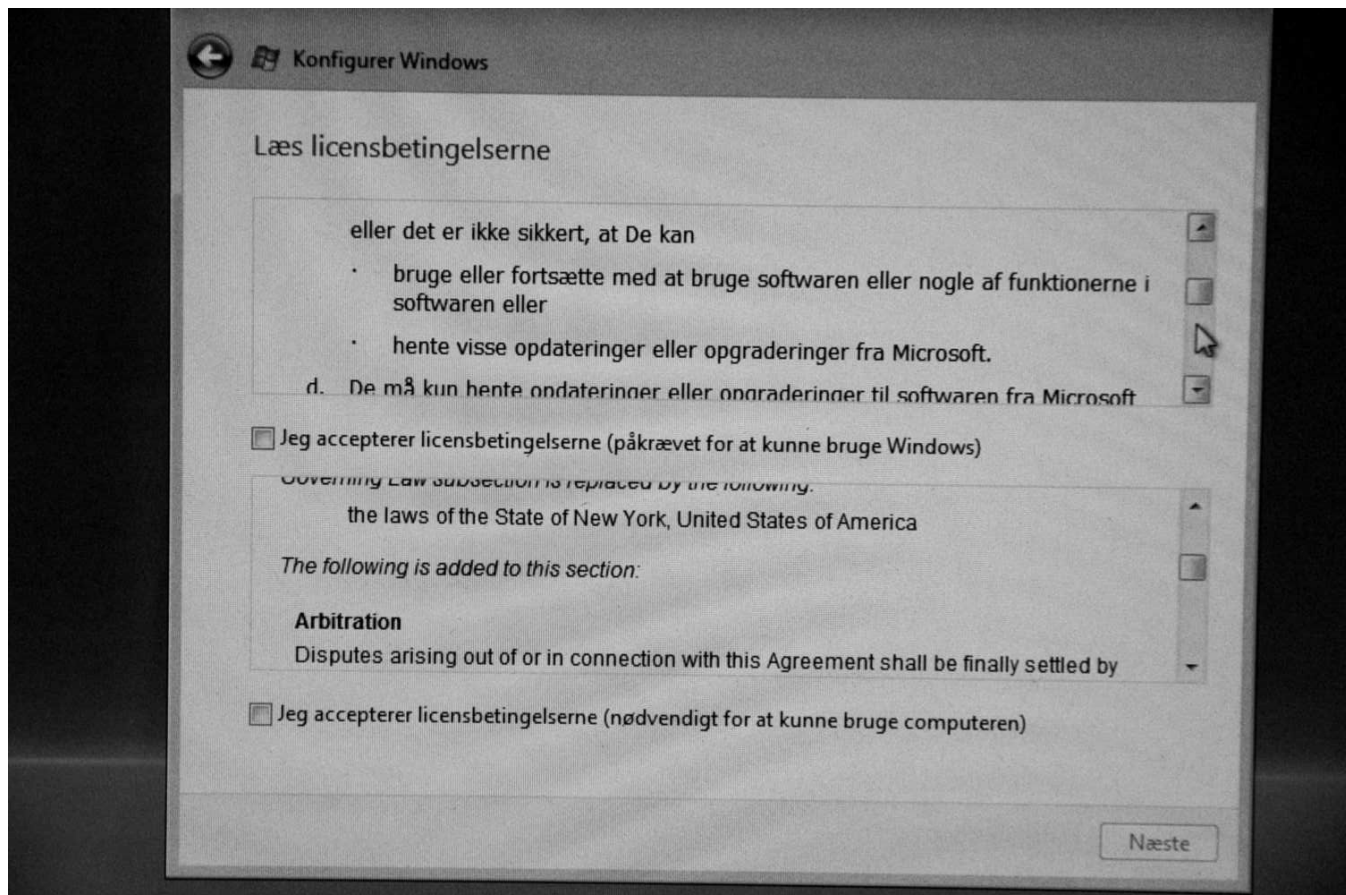 Konfigurer Windows
Læs licensbetingelserne
eller det er ikke sikkert, at De kan
· bruge eller fortsætte med at bruge softwaren eller nogle af funktionerne i
softwaren eller
· hente visse opdateringer eller opgraderinger fra Microsoft.
d. De må kun hente opdateringer eller opgraderinger til softwaren fra Microsoft
Jeg accepterer licensbetingelserne (påkrævet for at kunne bruge Windows)
Governing Law subsection is replaced by the following:
the laws of the State of New York, United States of America
The following is added to this section:
Arbitration
Disputes arising out of or in connection with this Agreement shall be finally settled by
Jeg accepterer licensbetingelserne (nødvendigt for at kunne bruge computeren)
Næste